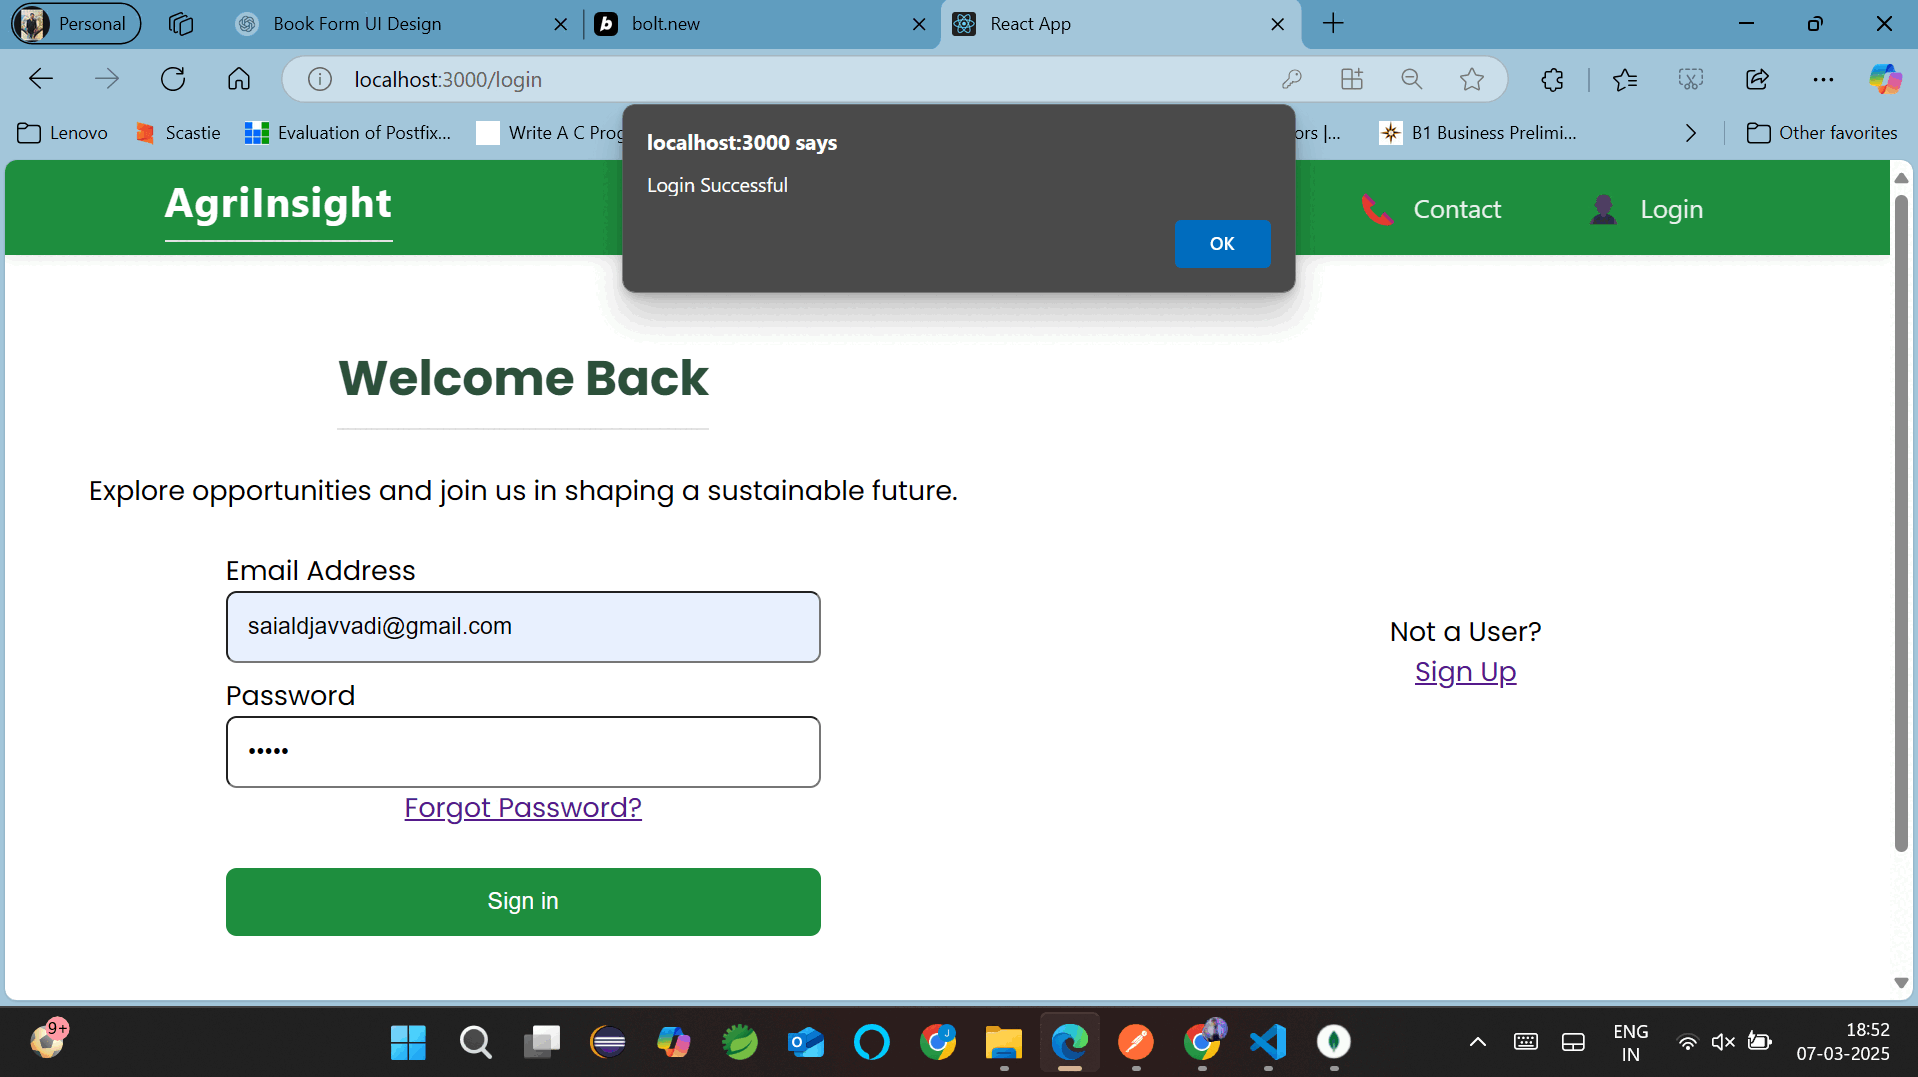 Personal
Book Form UI Design
bolt.new
React App
localhost:3000/login
Lenovo
Scastie
Evaluation of Postfix...
Write A C Prog
ors |...
B1 Business Prelimi...
Other favorites
localhost:3000 says
Login Successful
OK
AgriInsight
Contact
Login
Welcome Back
Explore opportunities and join us in shaping a sustainable future.
Email Address
saialdjavvadi@gmail.com
Password
•••••
Forgot Password?
Sign in
Not a User?
Sign Up
9+
J
ENG
IN
18:52
07-03-2025